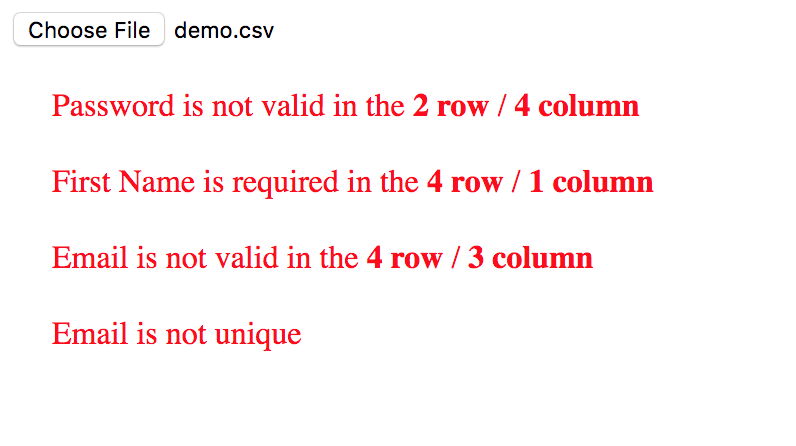 Choose File demo.csv
Password is not valid in the 2 row / 4 column
First Name is required in the 4 row / 1 column
Email is not valid in the 4 row / 3 column
Email is not unique